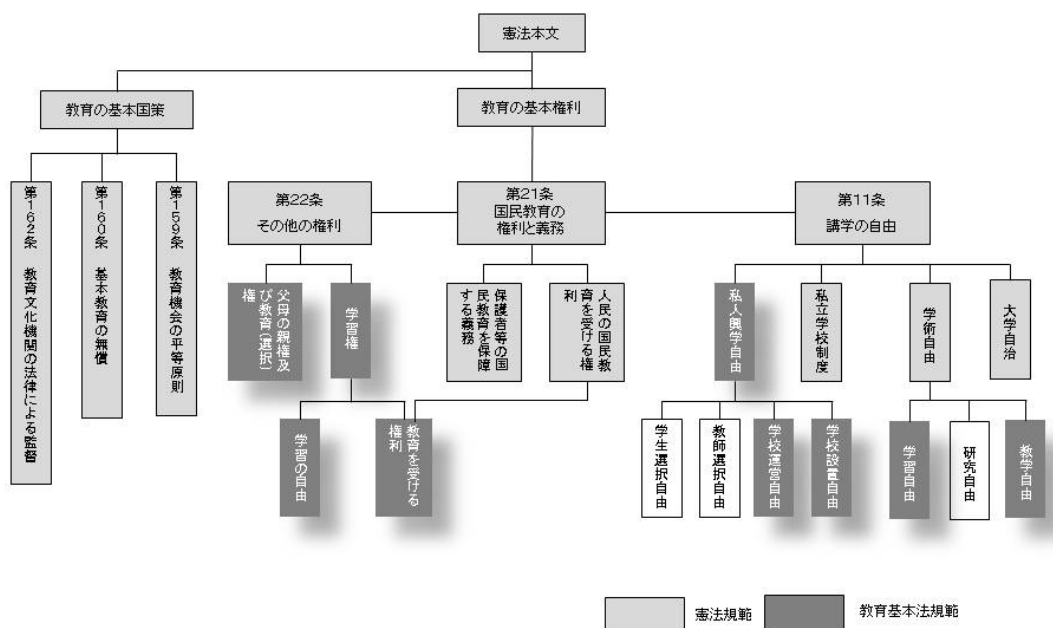 憲法本文
教育の基本国策
教育の基本権利
第162条 教育文化機関の法律による監督
第160条 基本教育の無償
第159条 教育機会の平等原則
第22条
その他の権利
第21条
国民教育の
権利と義務
第11条
講学の自由
父母の親権及
び教育(選択)
権
学習権
保護者等の国
民教育を保障
する義務
人民の国民教
育を受ける権
利
私人興学自由
私立学校制度
学術自由
大学自治
学習の自由
教育を受ける
権利
学生選択自由
教師選択自由
学校運営自由
学校設置自由
学習自由
研究自由
教学自由
憲法規範
教育基本法規範